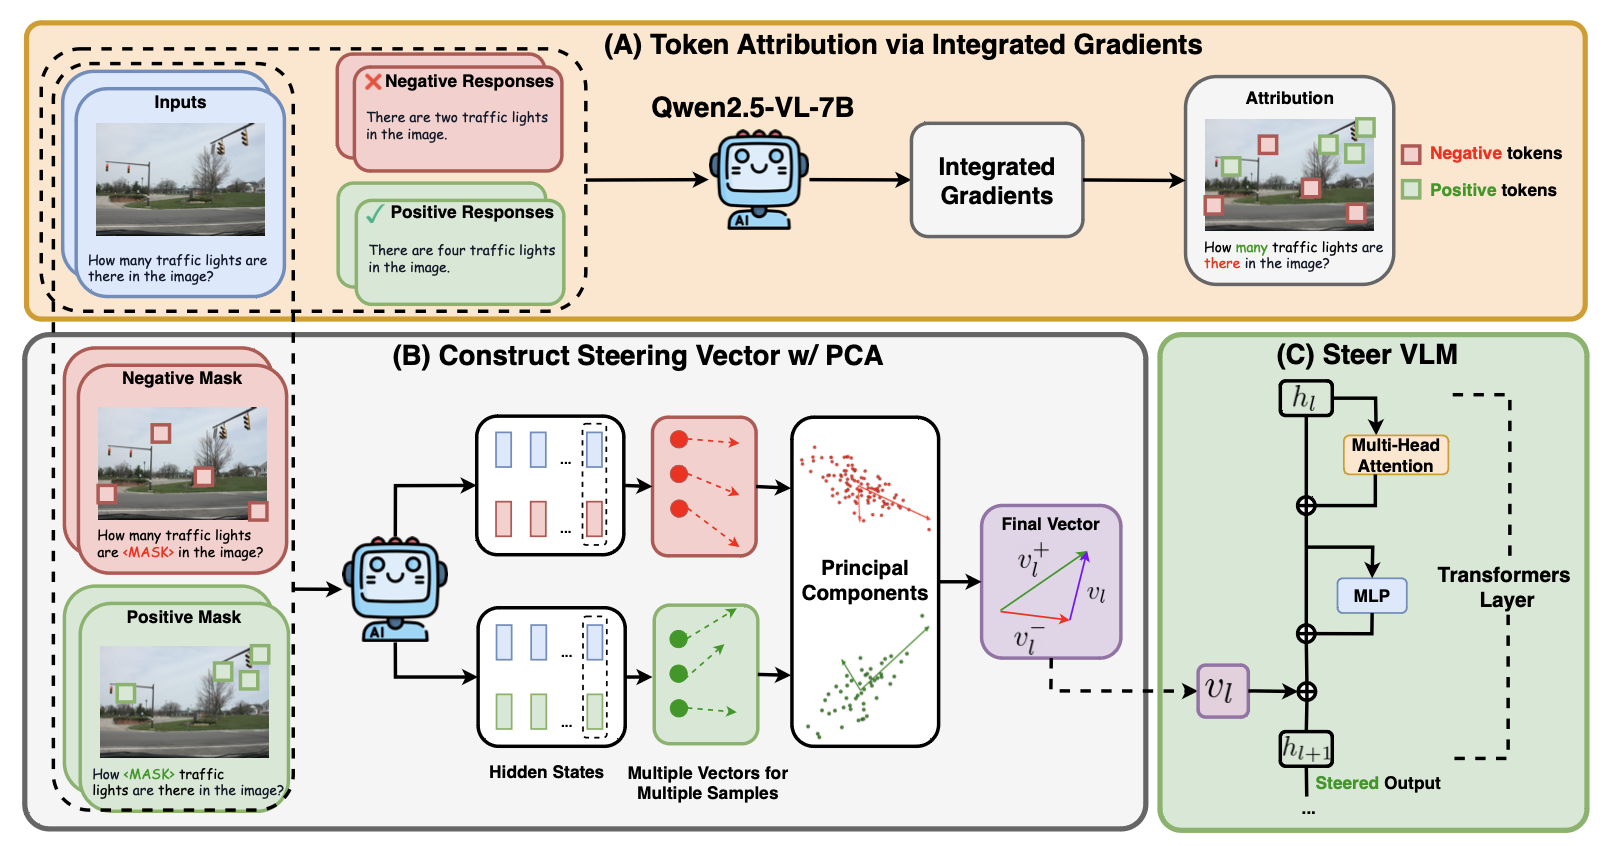 (A) Token Attribution via Integrated Gradients
Inputs
How many traffic lights are
there in the image?
❌ Negative Responses
There are two traffic lights
in the image.
✓ Positive Responses
There are four traffic lights
in the image.
Qwen2.5-VL-7B
AI
Integrated
Gradients
Attribution
How many traffic lights are
there in the image?
Negative tokens
Positive tokens
(B) Construct Steering Vector w/ PCA
Negative Mask
How many traffic lights
are <MASK> in the image?
Positive Mask
How <MASK> traffic
lights are there in the image?
AI
...
...
...
...
Hidden States
Multiple Vectors for
Multiple Samples
Principal
Components
Final Vector
v_l^+
v_l
v_l^-
(C) Steer VLM
h_l
Multi-Head
Attention
MLP
Transformers
Layer
v_l
h_{l+1}
Steered Output
...